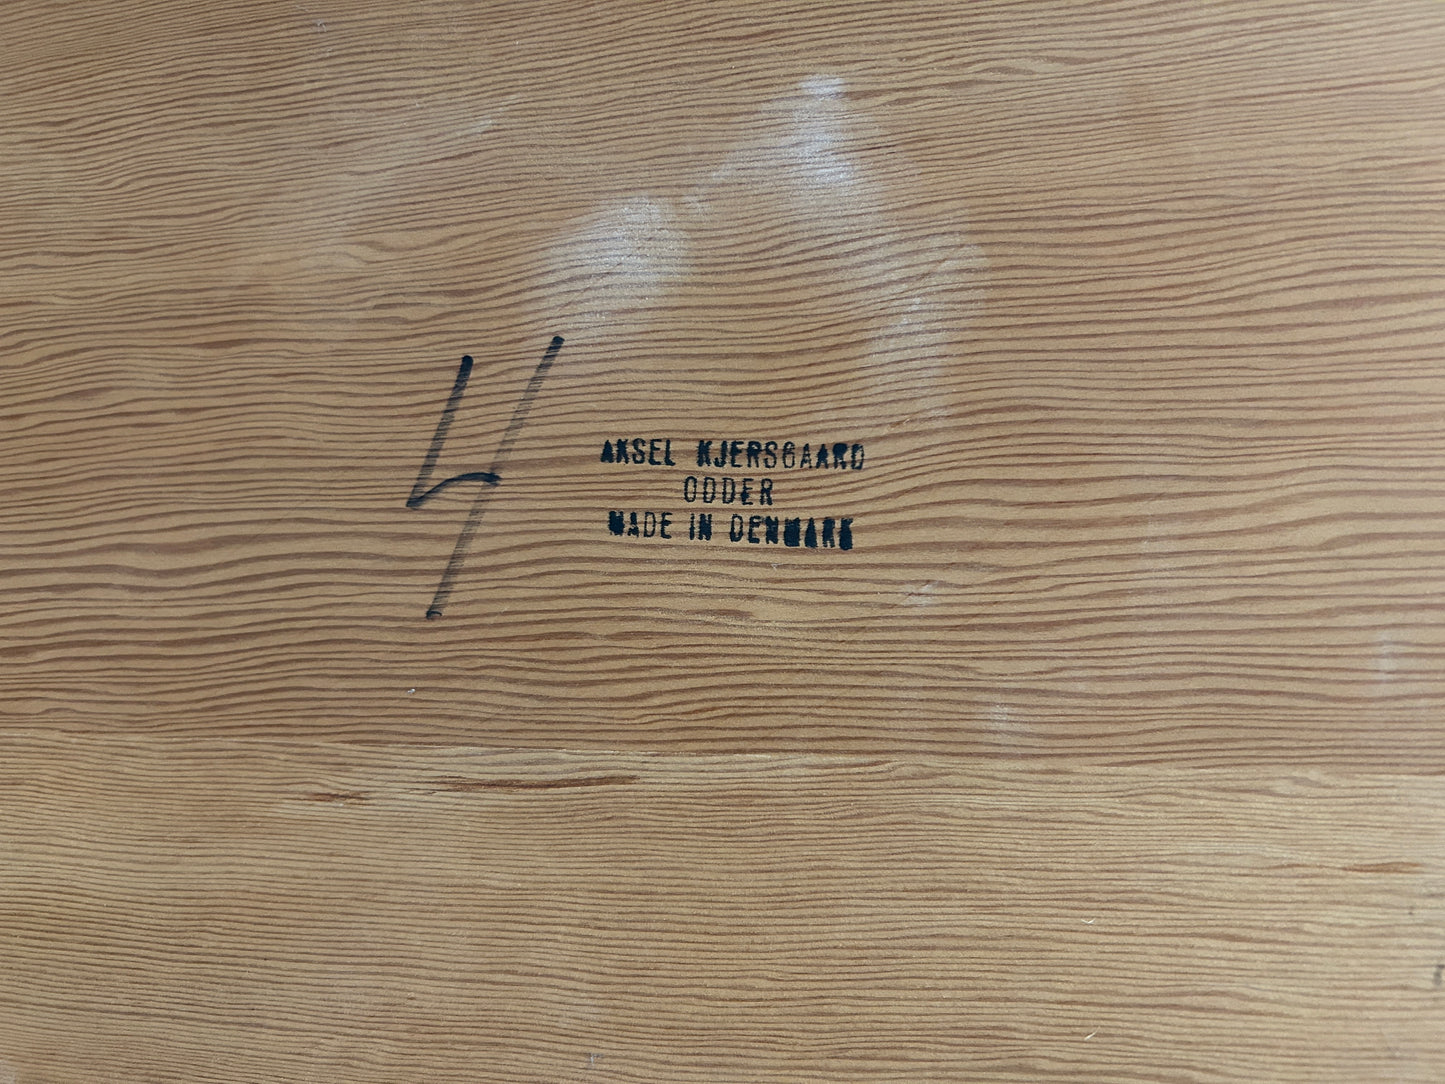 4
AKSEL KJERSGAARD
ODDER
MADE IN DENMARK